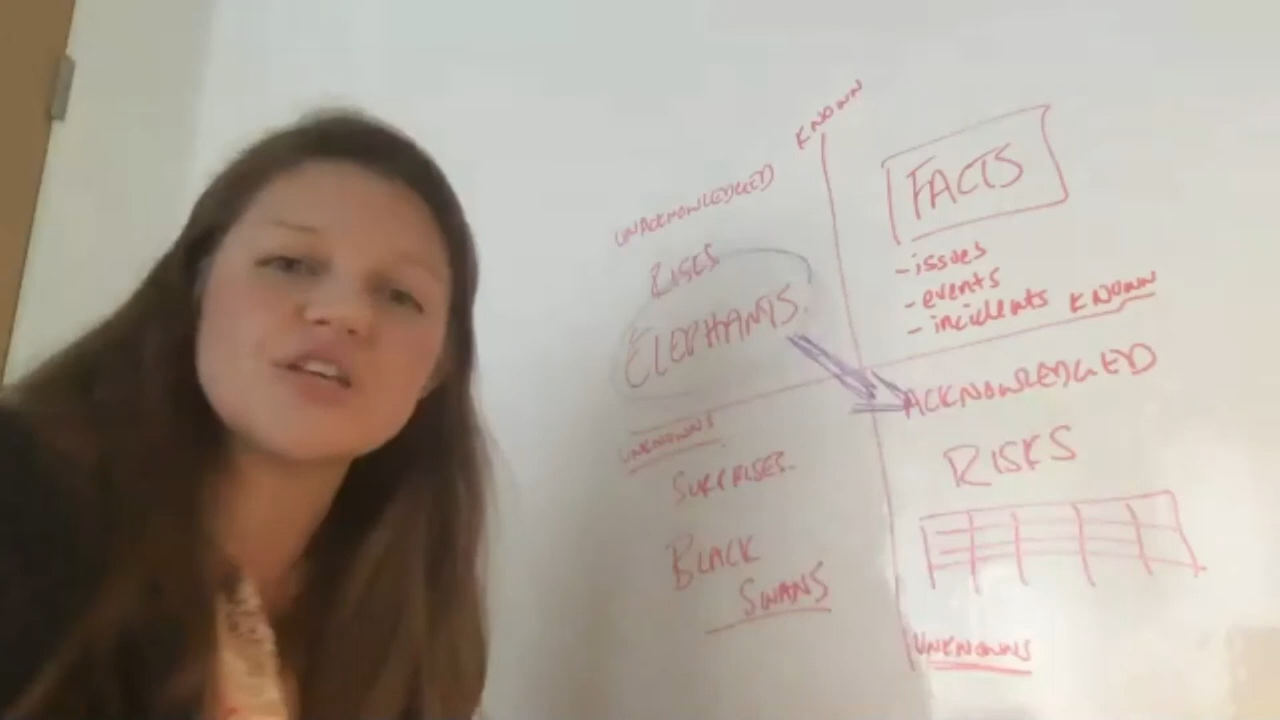 KNOWN
UNACKNOWLEDGED
RISKS
ELEPHANTS.
FACTS
- issues
- events
- incidents KNOWN
UNKNOWNS
SURPRISES.
BLACK
SWANS
ACKNOWLEDGED
RISKS
UNKNOWNS